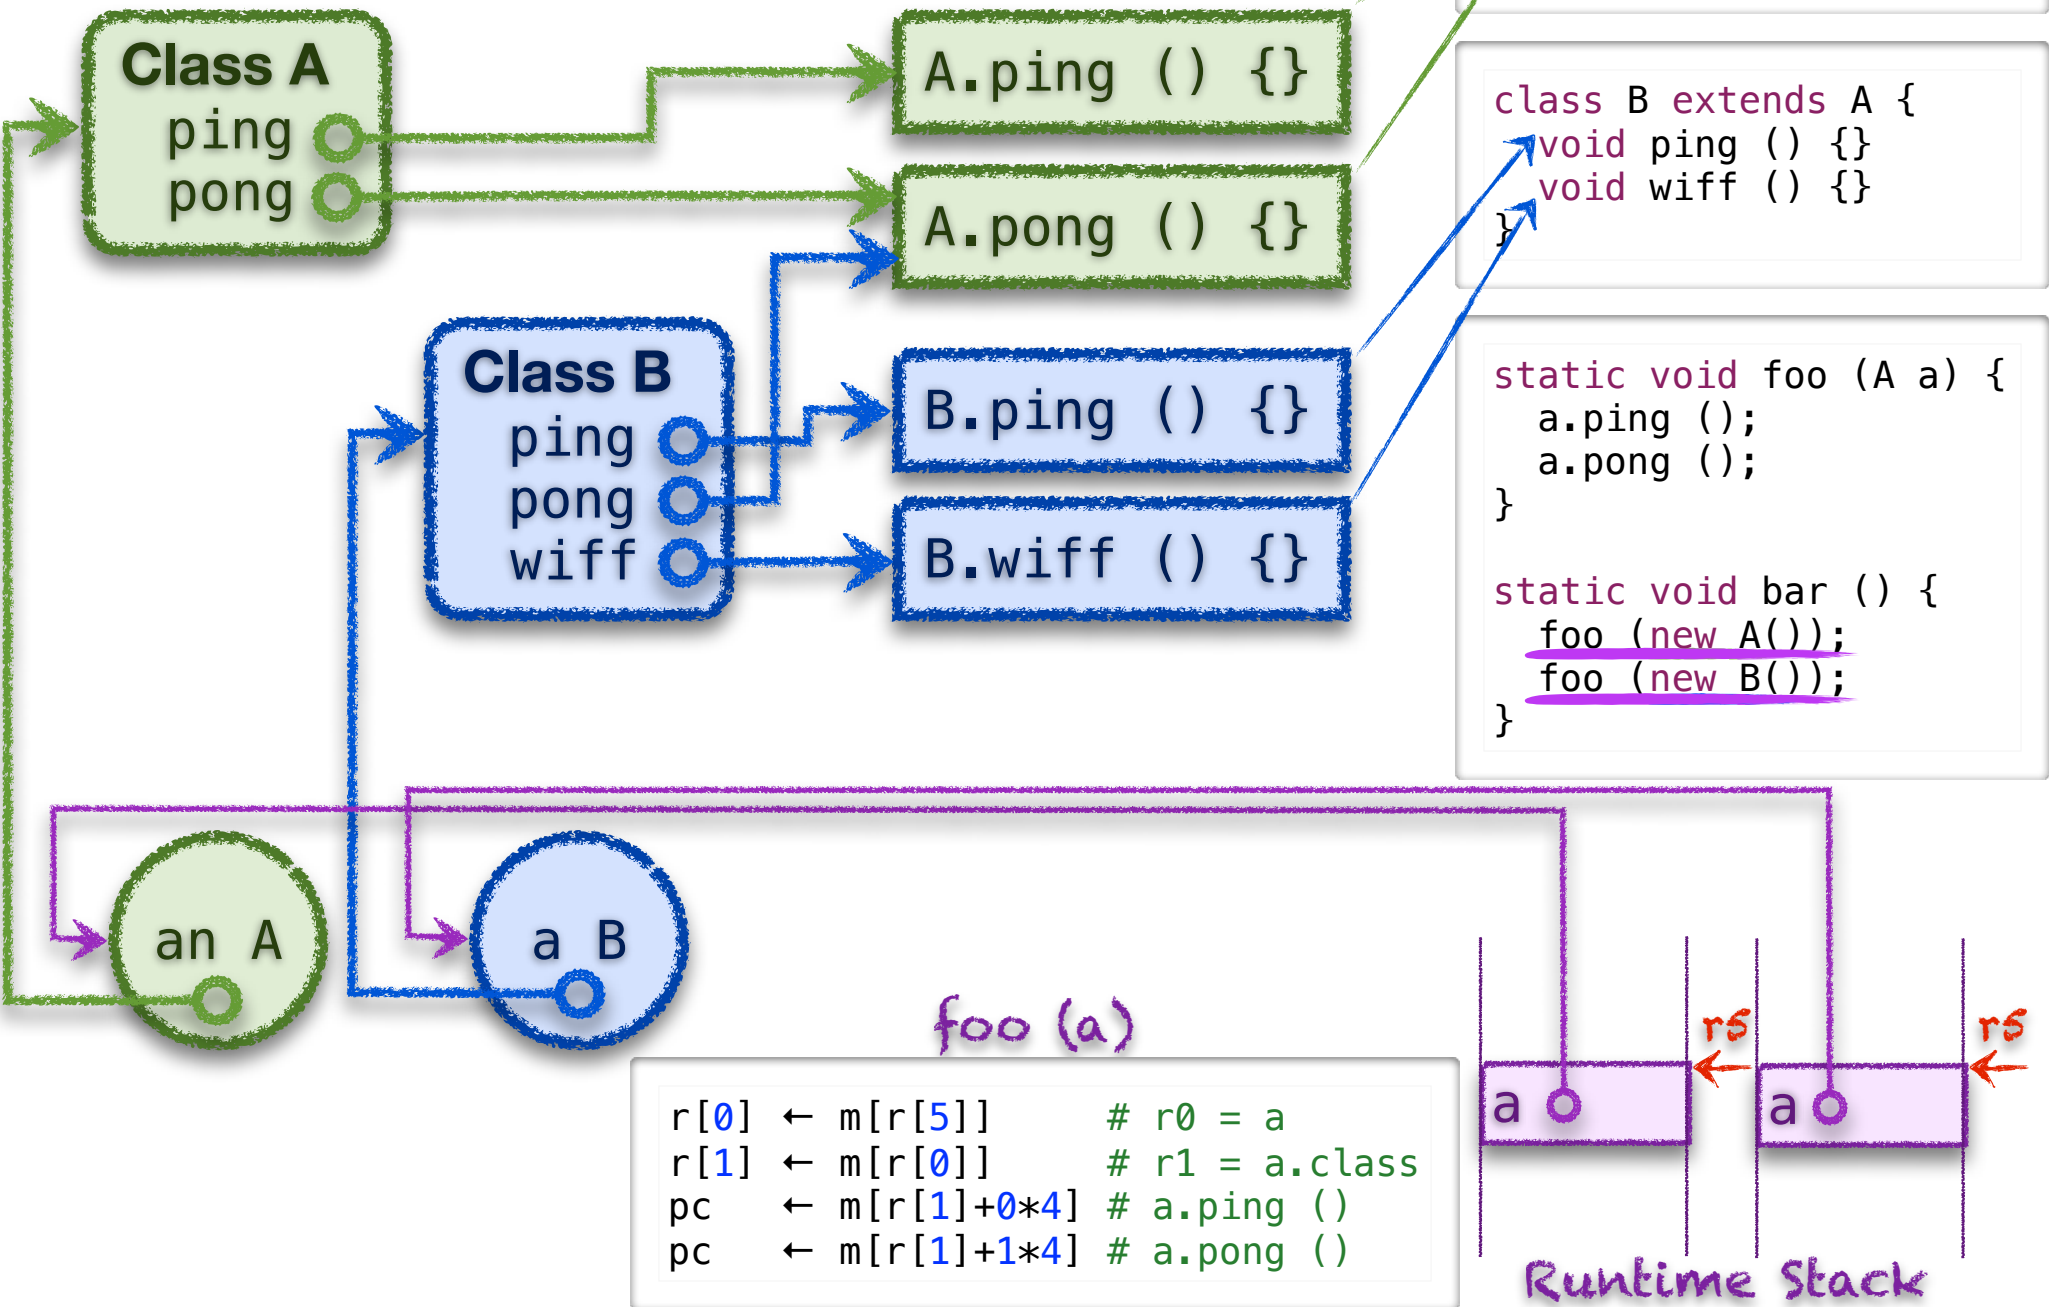 Class A
ping
pong
A.ping () {}
A.pong () {}
Class B
ping
pong
wiff
B.ping () {}
B.wiff () {}
class B extends A {
void ping () {}
void wiff () {}
}
static void foo (A a) {
a.ping ();
a.pong ();
}
static void bar () {
foo (new A());
foo (new B());
}
an A
a B
foo (a)
r[0] ← m[r[5]] # r0 = a
r[1] ← m[r[0]] # r1 = a.class
pc ← m[r[1]+0*4] # a.ping ()
pc ← m[r[1]+1*4] # a.pong ()
a
r5
a
r5
Runtime Stack